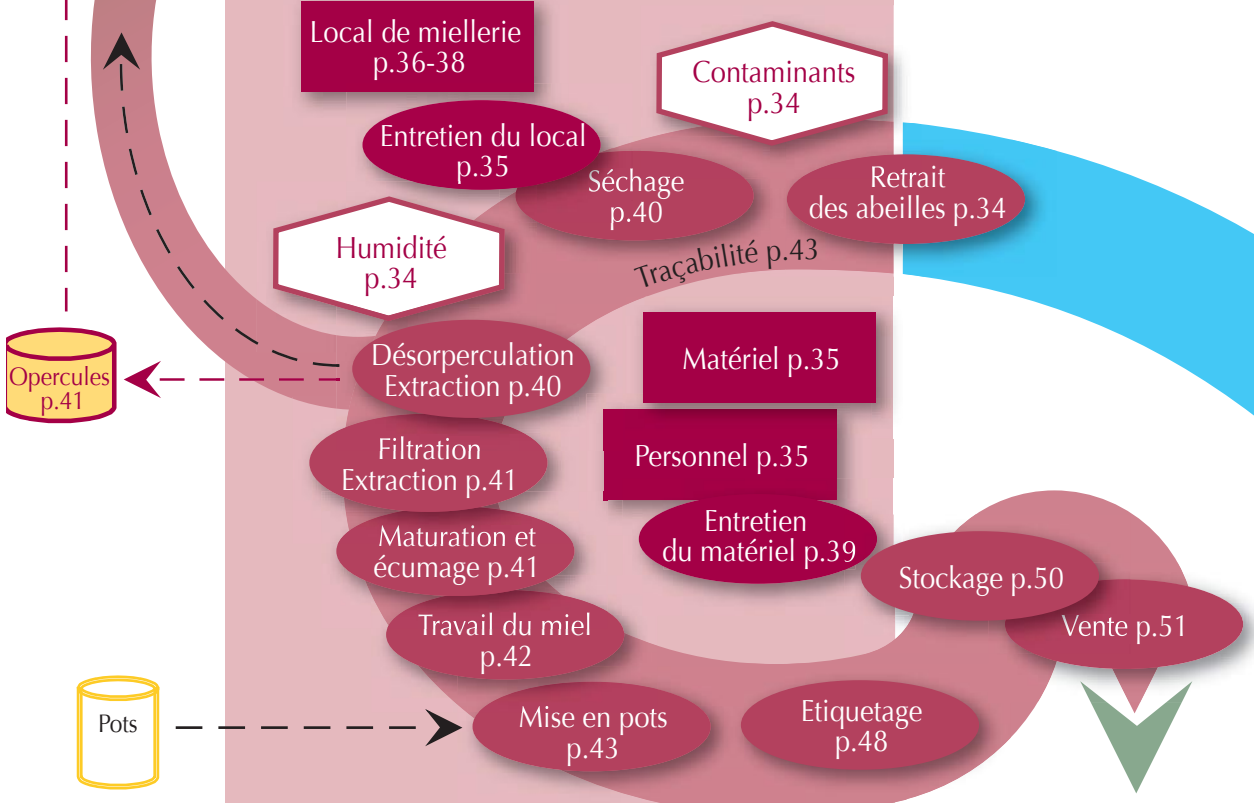 Local de miellerie
p.36-38
Contaminants
p.34
Entretien du local
p.35
Séchage
p.40
Retrait
des abeilles p.34
Humidité
p.34
Traçabilité p.43
Désorperculation
Extraction p.40
Matériel p.35
Opercules
p.41
Filtration
Extraction p.41
Personnel p.35
Entretien
du matériel p.39
Maturation et
écumage p.41
Stockage p.50
Travail du miel
p.42
Vente p.51
Pots
Mise en pots
p.43
Etiquetage
p.48